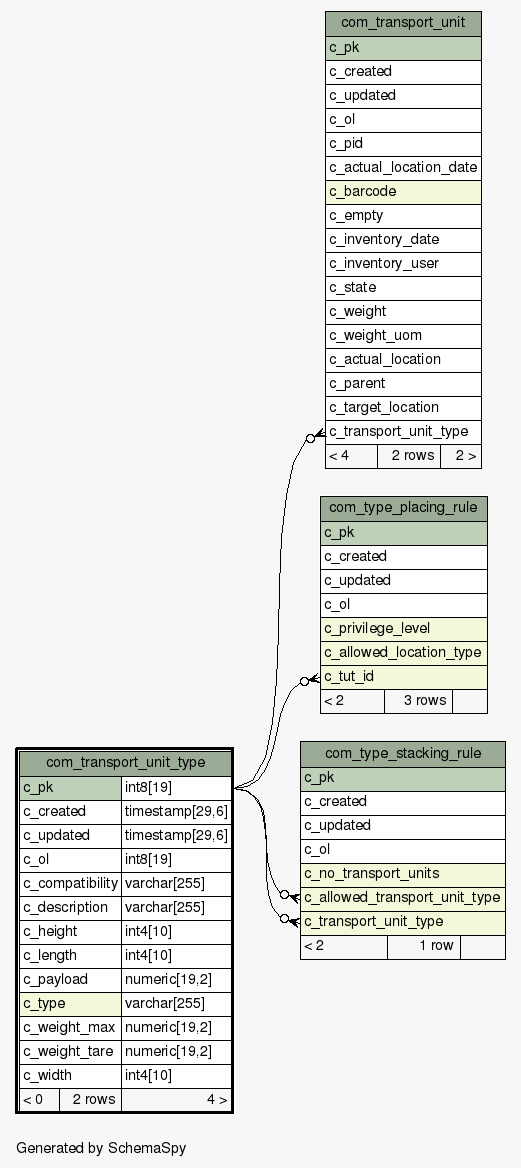 com_transport_unit
c_pk
c_created
c_updated
c_ol
c_pid
c_actual_location_date
c_barcode
c_empty
c_inventory_date
c_inventory_user
c_state
c_weight
c_weight_uom
c_actual_location
c_parent
c_target_location
c_transport_unit_type
< 4 2 rows 2 >
com_type_placing_rule
c_pk
c_created
c_updated
c_ol
c_privilege_level
c_allowed_location_type
c_tut_id
< 2 3 rows
com_transport_unit_type
c_pk int8[19]
c_created timestamp[29,6]
c_updated timestamp[29,6]
c_ol int8[19]
c_compatibility varchar[255]
c_description varchar[255]
c_height int4[10]
c_length int4[10]
c_payload numeric[19,2]
c_type varchar[255]
c_weight_max numeric[19,2]
c_weight_tare numeric[19,2]
c_width int4[10]
< 0 2 rows 4 >
com_type_stacking_rule
c_pk
c_created
c_updated
c_ol
c_no_transport_units
c_allowed_transport_unit_type
c_transport_unit_type
< 2 1 row
Generated by SchemaSpy